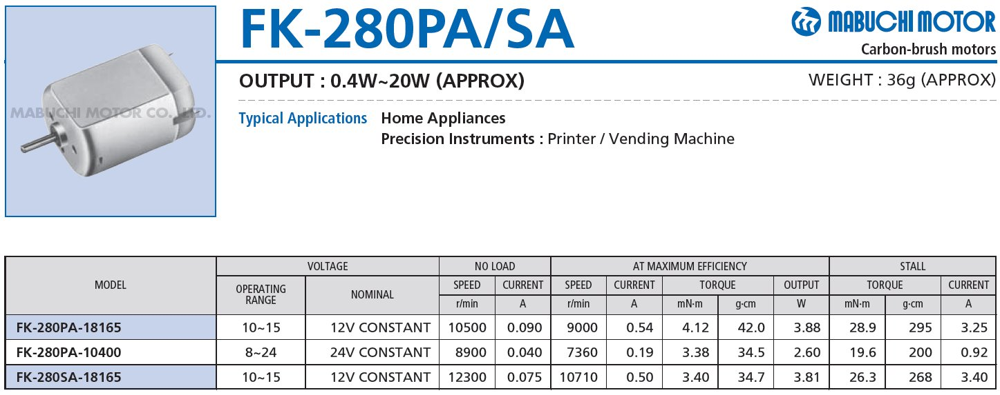 FK-280PA/SA
MABUCHI MOTOR
Carbon-brush motors
OUTPUT : 0.4W~20W (APPROX)
WEIGHT : 36g (APPROX)
MABUCHI MOTOR CO., LTD.
Typical Applications Home Appliances
Precision Instruments : Printer / Vending Machine
MODEL VOLTAGE NO LOAD AT MAXIMUM EFFICIENCY STALL
OPERATING RANGE NOMINAL SPEED CURRENT SPEED CURRENT TORQUE OUTPUT TORQUE CURRENT
r/min A r/min A mN·m g·cm W mN·m g·cm A
FK-280PA-18165 10~15 12V CONSTANT 10500 0.090 9000 0.54 4.12 42.0 3.88 28.9 295 3.25
FK-280PA-10400 8~24 24V CONSTANT 8900 0.040 7360 0.19 3.38 34.5 2.60 19.6 200 0.92
FK-280SA-18165 10~15 12V CONSTANT 12300 0.075 10710 0.50 3.40 34.7 3.81 26.3 268 3.40